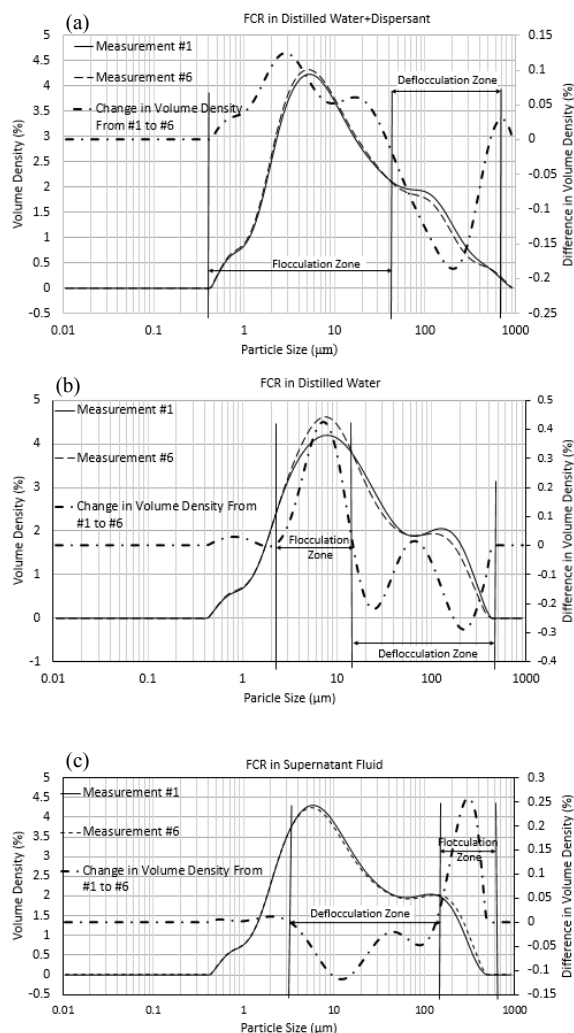 (a)
FCR in Distilled Water+Dispersant
Measurement #1
Measurement #6
Change in Volume Density
From #1 to #6
Deflocculation Zone
Flocculation Zone
Volume Density (%)
Difference in Volume Density (%)
5
4.5
4
3.5
3
2.5
2
1.5
1
0.5
0
-0.5
0.15
0.1
0.05
0
-0.05
-0.1
-0.15
-0.2
-0.25
0.01
0.1
1
10
100
1000
Particle Size (µm)
(b)
FCR in Distilled Water
Measurement #1
Measurement #6
Change in Volume Density From
#1 to #6
Flocculation
Zone
Deflocculation Zone
Volume Density (%)
Difference in Volume Density (%)
5
4
3
2
1
0
-1
0.5
0.4
0.3
0.2
0.1
0
-0.1
-0.2
-0.3
-0.4
0.01
0.1
1
10
100
1000
Paricle Size (µm)
(c)
FCR in Supernatant Fluid
Measurement #1
Measurement #6
Change in Volume Density From
#1 to #6
Flocculation
Zone
Deflocculation Zone
Volume Density (%)
Difference in Volume Density (%)
5
4.5
4
3.5
3
2.5
2
1.5
1
0.5
0
-0.5
0.3
0.25
0.2
0.15
0.1
0.05
0
-0.05
-0.1
-0.15
0.01
0.1
1
10
100
1000
Particle Size (µm)